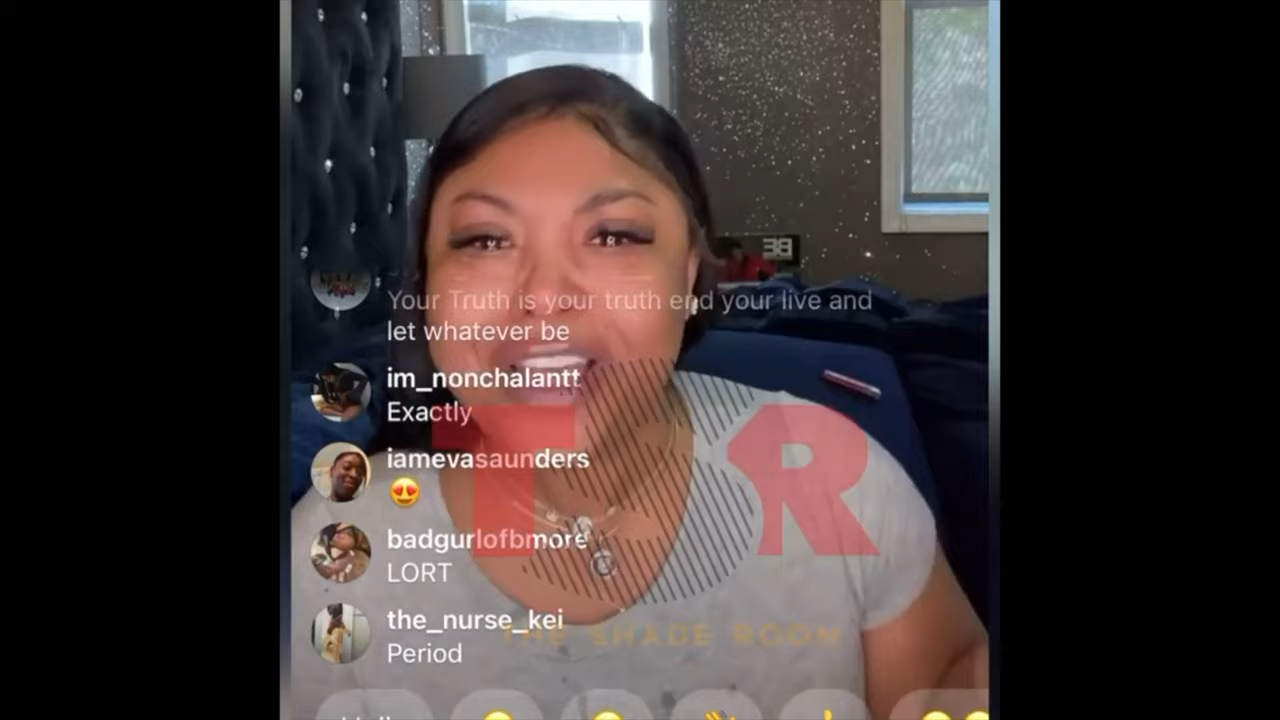 38
Your Truth is your truth end your live and
let whatever be
im_nonchalantt
Exactly
iamevasaunders
😍
badgurlofbmore
LORT
T R
the_nurse_kei
THE SHADE ROOM
Period